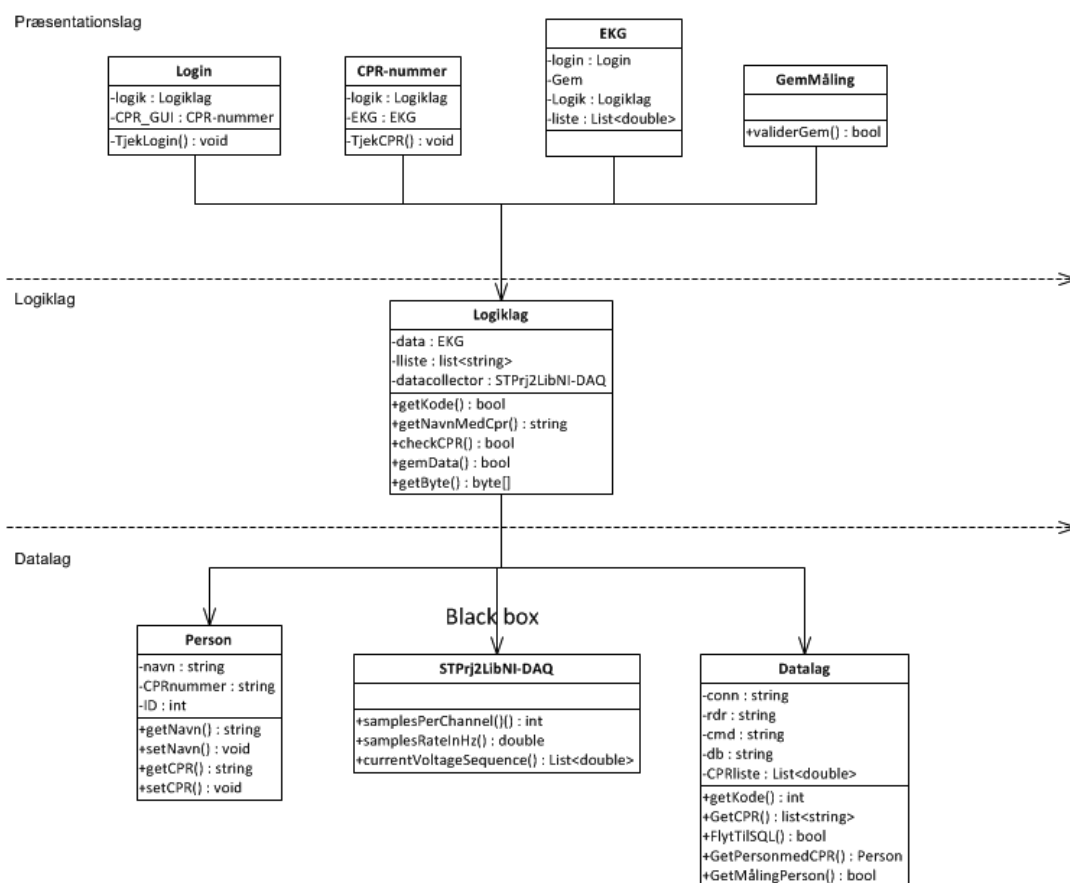 Præsentationslag
Login
-logik : Logiklag
-CPR_GUI : CPR-nummer
-TjekLogin() : void
CPR-nummer
-logik : Logiklag
-EKG : EKG
-TjekCPR() : void
EKG
-login : Login
-Gem
-Logik : Logiklag
-liste : List<double>
GemMåling
+validerGem() : bool
Logiklag
Logiklag
-data : EKG
-lliste : list<string>
-datacollector : STPrj2LibNI-DAQ
+getKode() : bool
+getNavnMedCpr() : string
+checkCPR() : bool
+gemData() : bool
+getByte() : byte[]
Datalag
Black box
Person
-navn : string
-CPRnummer : string
-ID : int
+getNavn() : string
+setNavn() : void
+getCPR() : string
+setCPR() : void
STPrj2LibNI-DAQ
+samplesPerChannel()() : int
+samplesRateInHz() : double
+currentVoltageSequence() : List<double>
Datalag
-conn : string
-rdr : string
-cmd : string
-db : string
-CPRliste : List<double>
+getKode() : int
+GetCPR() : list<string>
+FlytTilSQL() : bool
+GetPersonmedCPR() : Person
+GetMålingPerson() : bool